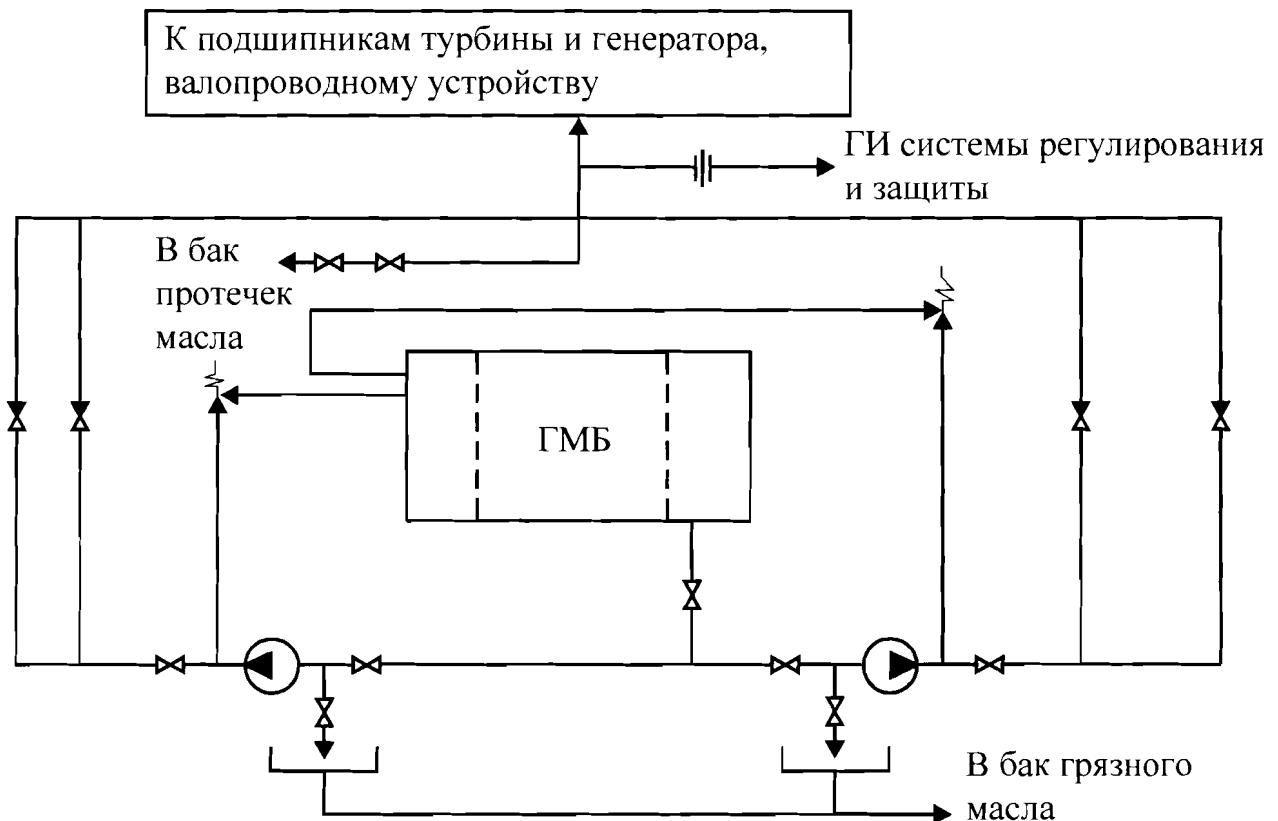 К подшипникам турбины и генератора,
валопроводному устройству
ГИ системы регулирования
и защиты
В бак
протечек
масла
ГМБ
В бак грязного
масла